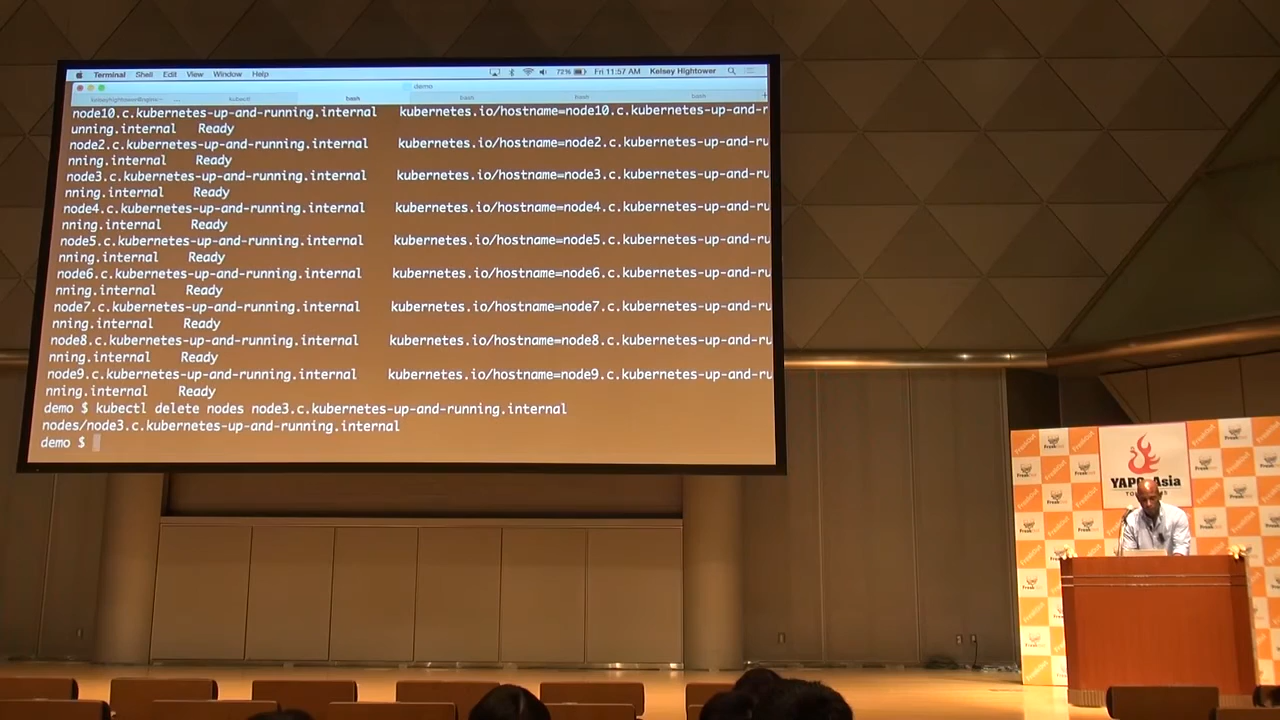 Terminal Shell Edit View Window Help 72% Fri 11:57 AM Kelsey Hightower
demo
kubectl bash bash bash bash
node10.c.kubernetes-up-and-running.internal kubernetes.io/hostname=node10.c.kubernetes-up-and-r
unning.internal Ready
node2.c.kubernetes-up-and-running.internal kubernetes.io/hostname=node2.c.kubernetes-up-and-ru
nning.internal Ready
node3.c.kubernetes-up-and-running.internal kubernetes.io/hostname=node3.c.kubernetes-up-and-ru
nning.internal Ready
node4.c.kubernetes-up-and-running.internal kubernetes.io/hostname=node4.c.kubernetes-up-and-ru
nning.internal Ready
node5.c.kubernetes-up-and-running.internal kubernetes.io/hostname=node5.c.kubernetes-up-and-ru
nning.internal Ready
node6.c.kubernetes-up-and-running.internal kubernetes.io/hostname=node6.c.kubernetes-up-and-ru
nning.internal Ready
node7.c.kubernetes-up-and-running.internal kubernetes.io/hostname=node7.c.kubernetes-up-and-ru
nning.internal Ready
node8.c.kubernetes-up-and-running.internal kubernetes.io/hostname=node8.c.kubernetes-up-and-ru
nning.internal Ready
node9.c.kubernetes-up-and-running.internal kubernetes.io/hostname=node9.c.kubernetes-up-and-ru
nning.internal Ready
demo $ kubectl delete nodes node3.c.kubernetes-up-and-running.internal
nodes/node3.c.kubernetes-up-and-running.internal
demo $
FreakOut
Asia